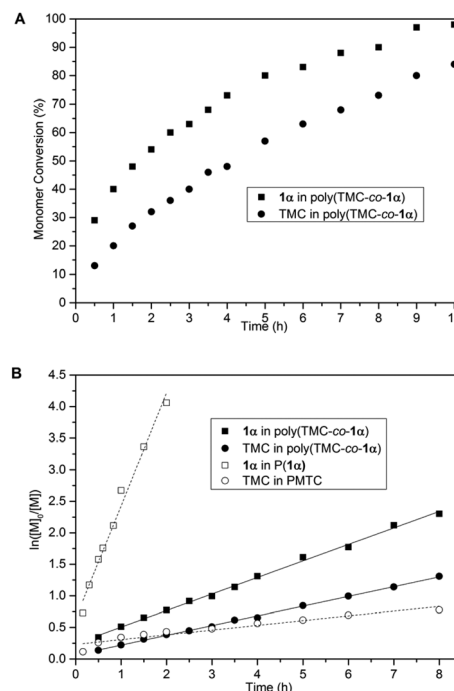 A
100
90
80
70
60
50
40
30
20
10
0
Monomer Conversion (%)
1α in poly(TMC-co-1α)
TMC in poly(TMC-co-1α)
0 1 2 3 4 5 6 7 8 9 10
Time (h)
B
4.5
4.0
3.5
3.0
2.5
2.0
1.5
1.0
0.5
0.0
ln([M]0/[M])
1α in poly(TMC-co-1α)
TMC in poly(TMC-co-1α)
1α in P(1α)
TMC in PMTC
0 1 2 3 4 5 6 7 8
Time (h)